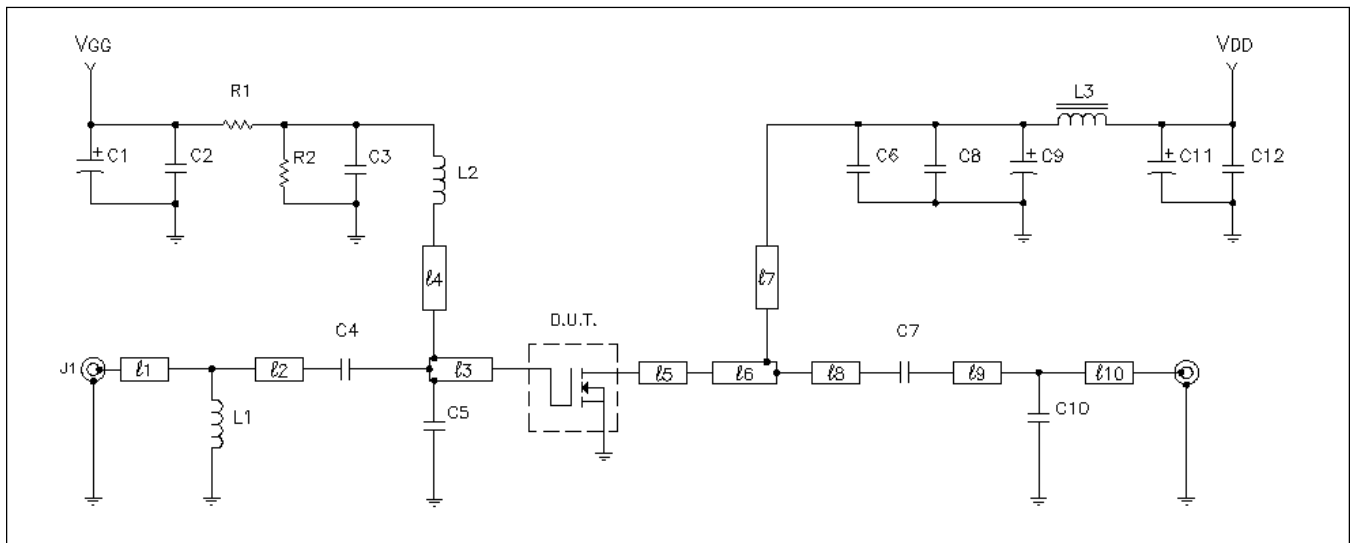 VGG
VDD
R1
L3
C1
C2
R2
C3
L2
C6
C8
C9
C11
C12
ℓ4
ℓ7
D.U.T.
C4
C7
J1
ℓ1
ℓ2
ℓ3
ℓ5
ℓ6
ℓ8
ℓ9
ℓ10
L1
C5
C10